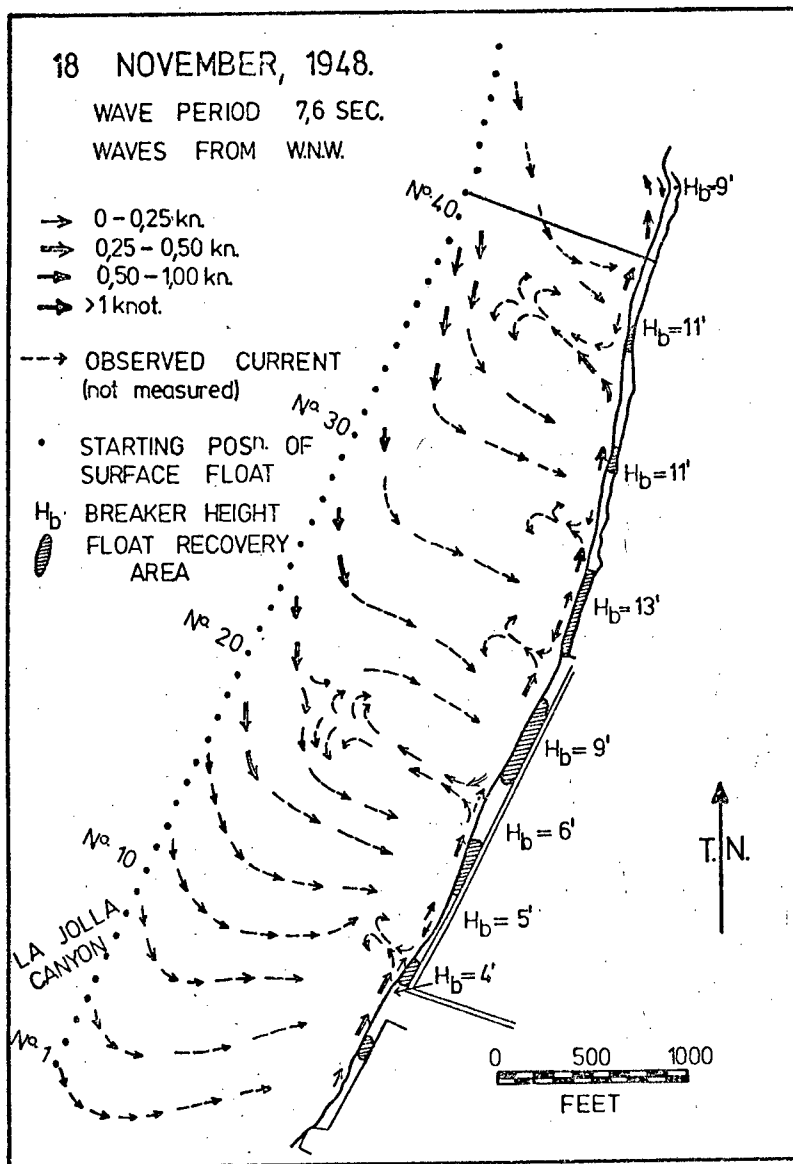 18 NOVEMBER, 1948.
WAVE PERIOD 7,6 SEC.
WAVES FROM W.N.W.
0 - 0,25 kn.
0,25 - 0,50 kn.
0,50 - 1,00 kn.
>1 knot.
OBSERVED CURRENT
(not measured)
STARTING POSn. OF
SURFACE FLOAT
Hb. BREAKER HEIGHT
FLOAT RECOVERY
AREA
No. 40
No. 30
No. 20
No. 10
LA JOLLA
CANYON
No. 1
Hb=9'
Hb=11'
Hb=11'
Hb=13'
Hb=9'
Hb=6'
Hb=5'
Hb=4'
T.N.
0 500 1000
FEET